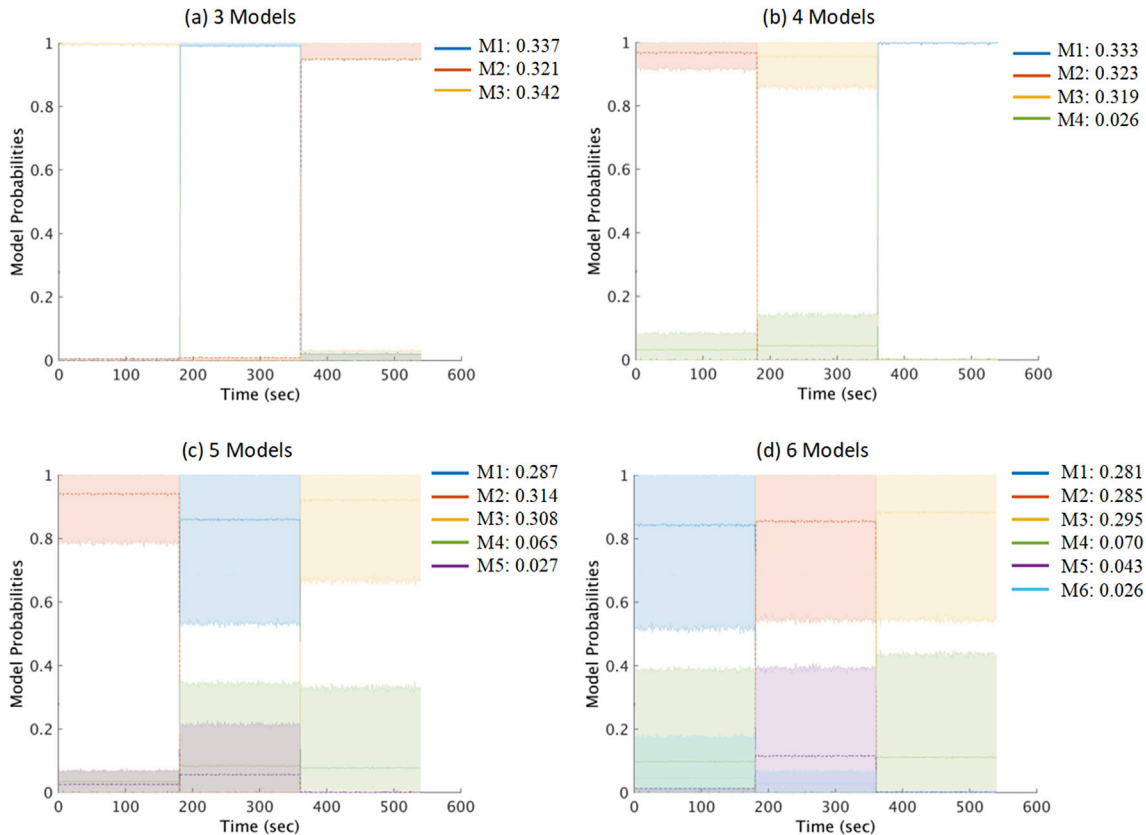 (a) 3 Models
Model Probabilities
1
0.8
0.6
0.4
0.2
0
0 100 200 300 400 500 600
Time (sec)
M1: 0.337
M2: 0.321
M3: 0.342
(b) 4 Models
Model Probabilities
1
0.8
0.6
0.4
0.2
0
0 100 200 300 400 500 600
Time (sec)
M1: 0.333
M2: 0.323
M3: 0.319
M4: 0.026
(c) 5 Models
Model Probabilities
1
0.8
0.6
0.4
0.2
0
0 100 200 300 400 500 600
Time (sec)
M1: 0.287
M2: 0.314
M3: 0.308
M4: 0.065
M5: 0.027
(d) 6 Models
Model Probabilities
1
0.8
0.6
0.4
0.2
0
0 100 200 300 400 500 600
Time (sec)
M1: 0.281
M2: 0.285
M3: 0.295
M4: 0.070
M5: 0.043
M6: 0.026